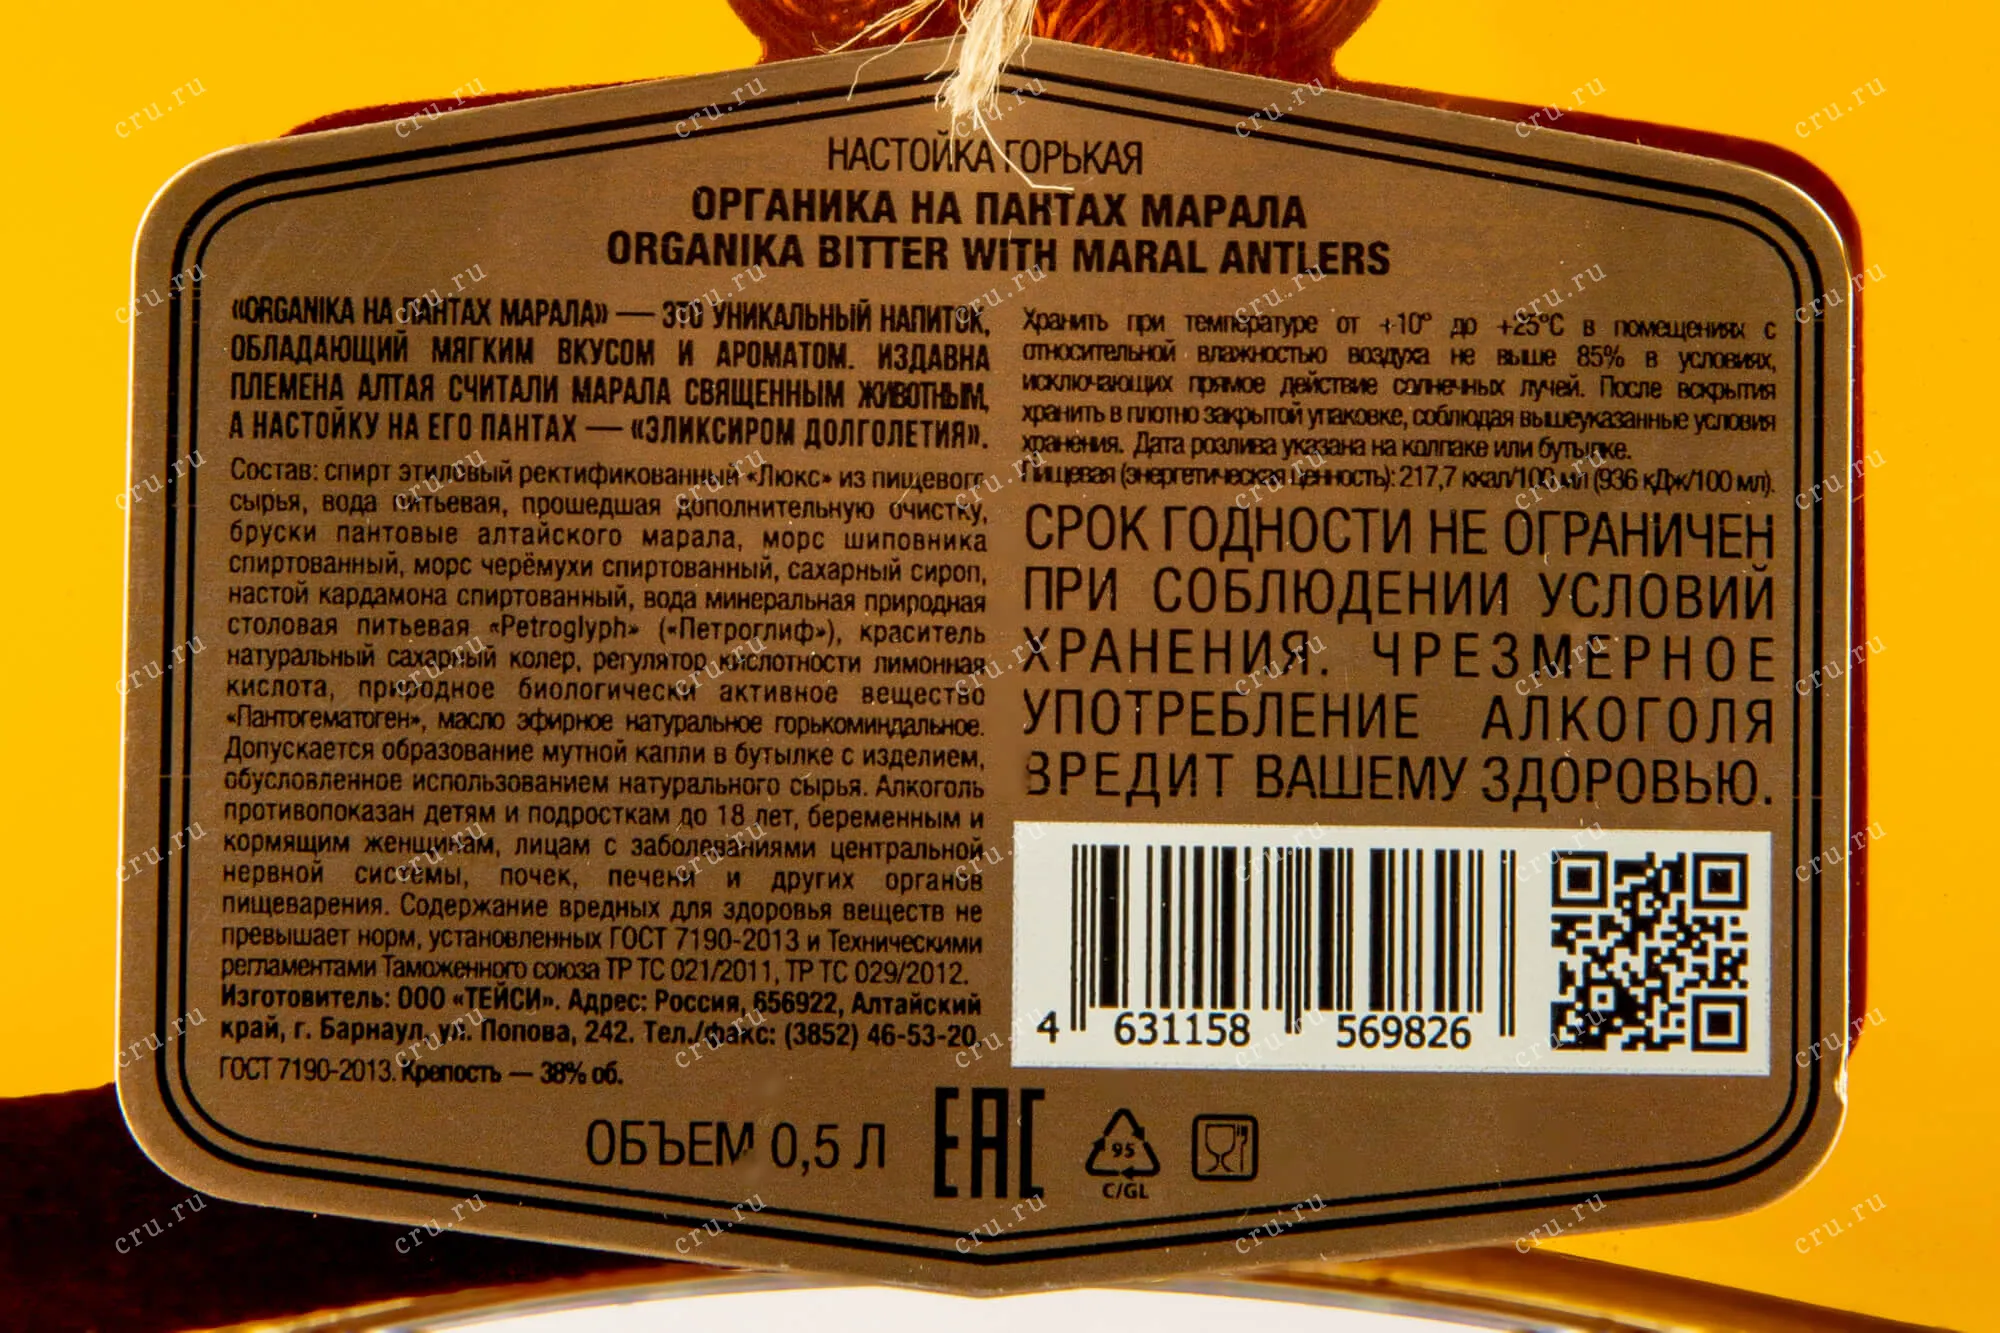 НАСТОЙКА ГОРЬКАЯ
ОРГАНИКА НА ПАНТАХ МАРАЛА
ORGANIKA BITTER WITH MARAL ANTLERS
«ORGANIKA НА ПАНТАХ МАРАЛА» — ЭТО УНИКАЛЬНЫЙ НАПИТОК,
ОБЛАДАЮЩИЙ МЯГКИМ ВКУСОМ И АРОМАТОМ. ИЗДАВНА
ПЛЕМЕНА АЛТАЯ СЧИТАЛИ МАРАЛА СВЯЩЕННЫМ ЖИВОТНЫМ,
А НАСТОЙКУ НА ЕГО ПАНТАХ — «ЭЛИКСИРОМ ДОЛГОЛЕТИЯ».
Состав: спирт этиловый ректификованный «Люкс» из пищевого
сырья, вода питьевая, прошедшая дополнительную очистку,
бруски пантовые алтайского марала, морс шиповника
спиртованный, морс черёмухи спиртованный, сахарный сироп,
настой кардамона спиртованный, вода минеральная природная
столовая питьевая «Petroglyph» («Петроглиф»), краситель
натуральный сахарный колер, регулятор кислотности лимонная
кислота, природное биологически активное вещество
«Пантогематоген», масло эфирное натуральное горькоминдальное.
Допускается образование мутной капли в бутылке с изделием,
обусловленное использованием натурального сырья. Алкоголь
противопоказан детям и подросткам до 18 лет, беременным и
кормящим женщинам, лицам с заболеваниями центральной
нервной системы, почек, печени и других органов
пищеварения. Содержание вредных для здоровья веществ не
превышает норм, установленных ГОСТ 7190-2013 и Техническими
регламентами Таможенного союза ТР ТС 021/2011, ТР ТС 029/2012.
Изготовитель: ООО «ТЕЙСИ». Адрес: Россия, 656922, Алтайский
край, г. Барнаул, ул. Попова, 242. Тел./факс: (3852) 46-53-20.
ГОСТ 7190-2013. Крепость — 38% об.
Хранить при температуре от +10° до +25°С в помещениях с
относительной влажностью воздуха не выше 85% в условиях,
исключающих прямое действие солнечных лучей. После вскрытия
хранить в плотно закрытой упаковке, соблюдая вышеуказанные условия
хранения. Дата розлива указана на колпаке или бутылке.
Пищевая (энергетическая ценность): 217,7 ккал/100 мл (936 кДж/100 мл).
СРОК ГОДНОСТИ НЕ ОГРАНИЧЕН
ПРИ СОБЛЮДЕНИИ УСЛОВИЙ
ХРАНЕНИЯ. ЧРЕЗМЕРНОЕ
УПОТРЕБЛЕНИЕ АЛКОГОЛЯ
ВРЕДИТ ВАШЕМУ ЗДОРОВЬЮ.
4 631158 569826
ОБЪЕМ 0,5 Л
EAC
95
C/GL
cru.ru